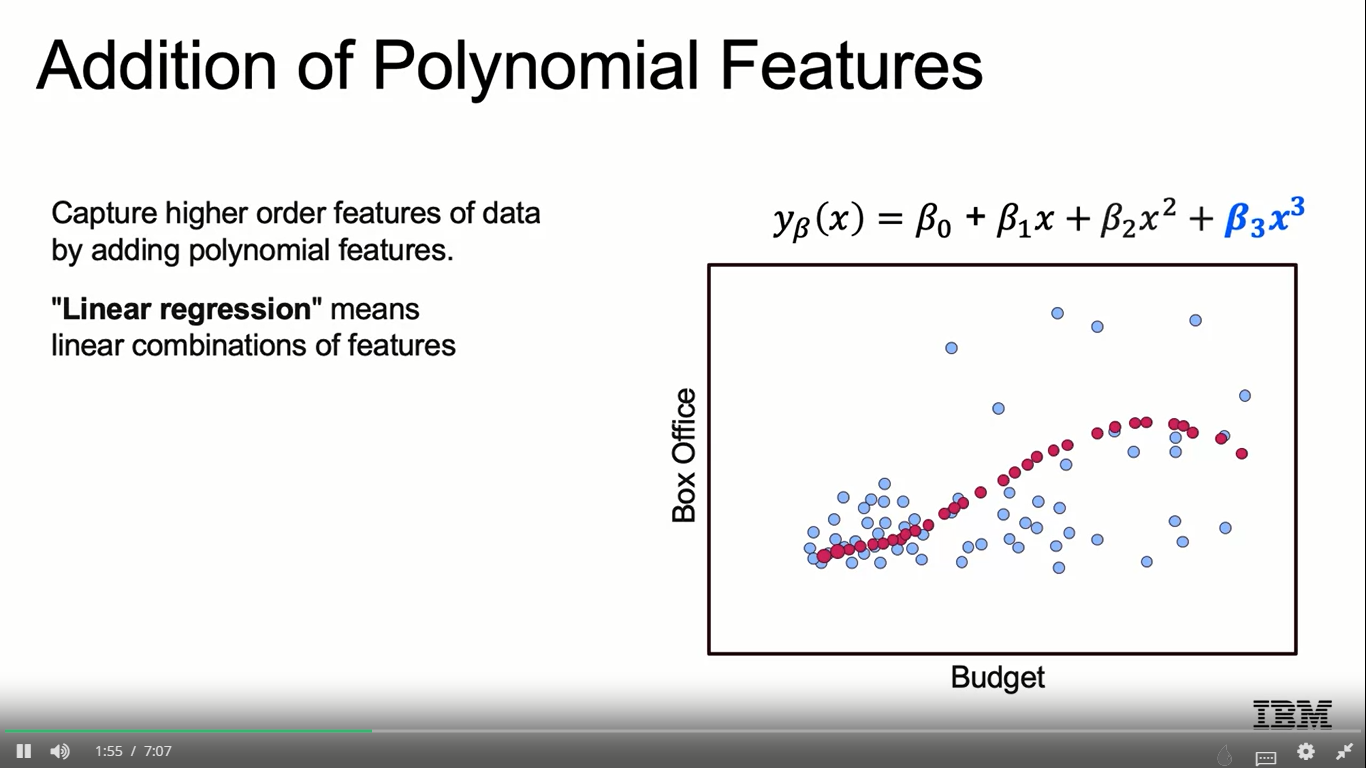 Addition of Polynomial Features
Capture higher order features of data
by adding polynomial features.
"Linear regression" means
linear combinations of features
y_β(x) = β₀ + β₁x + β₂x² + β₃x³
Box Office
Budget
IBM
1:55 / 7:07